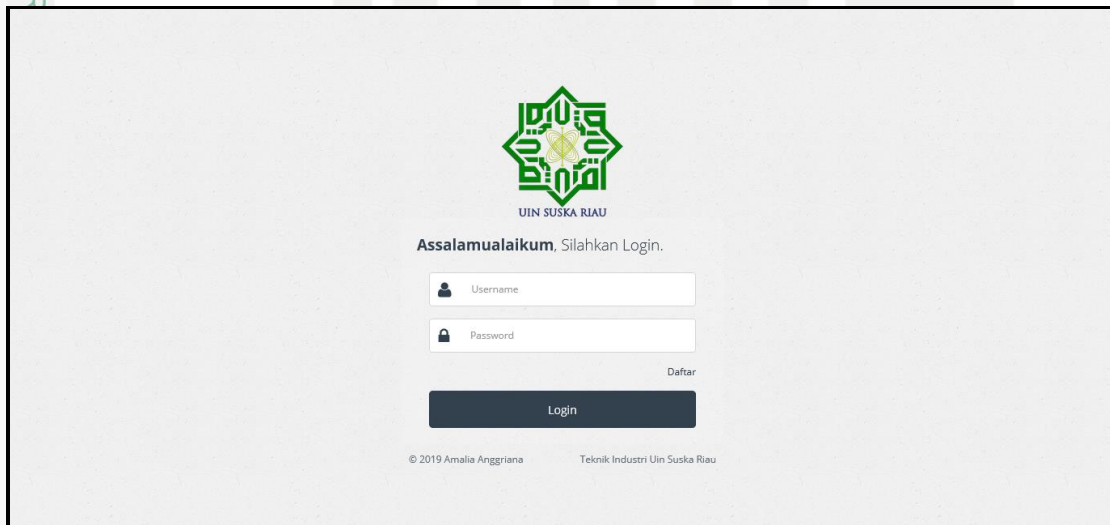 UIN SUSKA RIAU
Assalamualaikum, Silahkan Login.
Username
Password
Daftar
Login
© 2019 Amalia Anggriana Teknik Industri Uin Suska Riau